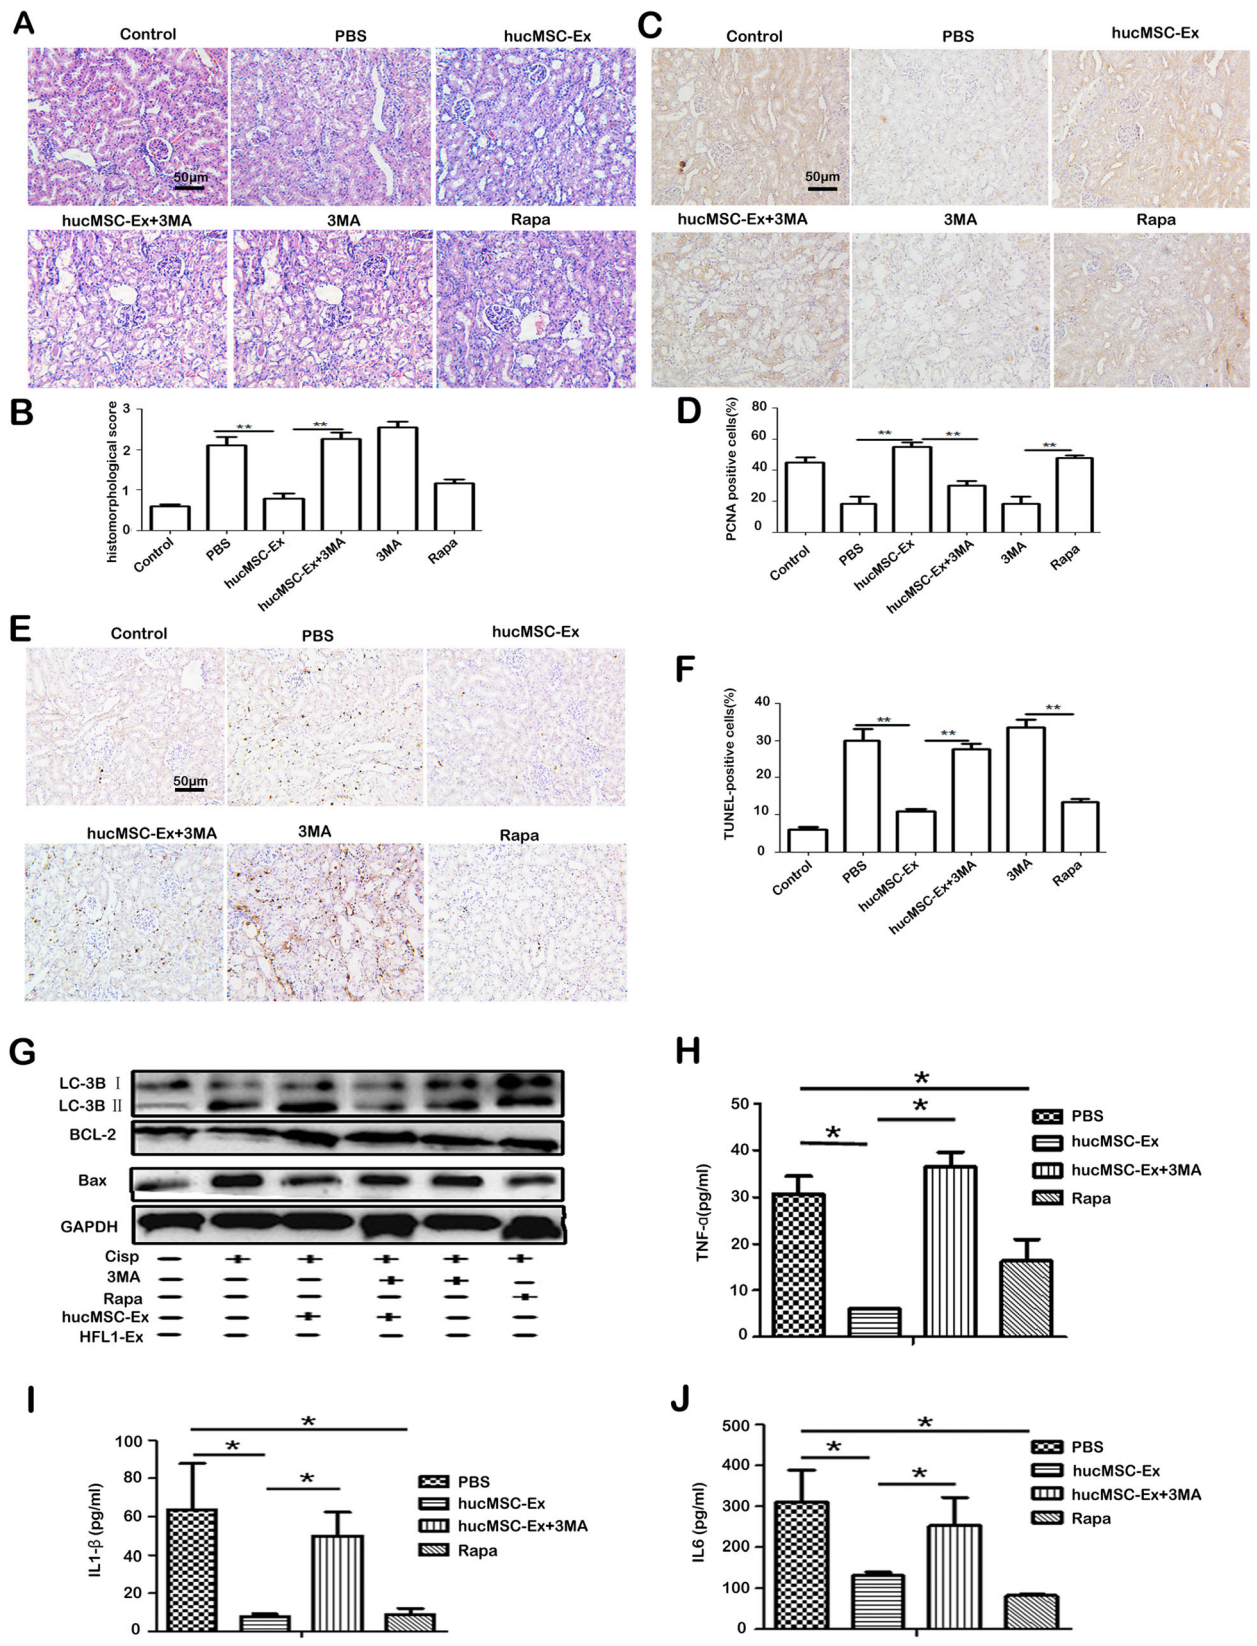 A
Control
PBS
hucMSC-Ex
50μm
hucMSC-Ex+3MA
3MA
Rapa
C
Control
PBS
hucMSC-Ex
50μm
hucMSC-Ex+3MA
3MA
Rapa
B
histomorphological score
3
2
1
0
**
**
Control
PBS
hucMSC-Ex
hucMSC-Ex+3MA
3MA
Rapa
D
PCNA positive cells(%)
80
60
40
20
0
**
**
**
Control
PBS
hucMSC-Ex
hucMSC-Ex+3MA
3MA
Rapa
E
Control
PBS
hucMSC-Ex
50μm
hucMSC-Ex+3MA
3MA
Rapa
F
TUNEL-positive cells(%)
40
30
20
10
0
**
**
**
Control
PBS
hucMSC-Ex
hucMSC-Ex+3MA
3MA
Rapa
G
LC-3B Ⅰ
LC-3B Ⅱ
BCL-2
Bax
GAPDH
Cisp − + + + + +
3MA − − − + + −
Rapa − − − − − +
hucMSC-Ex − − + + − −
HFL1-Ex − − − − − −
H
TNF-α(pg/ml)
50
40
30
20
10
0
*
*
*
PBS
hucMSC-Ex
hucMSC-Ex+3MA
Rapa
I
IL1-β (pg/ml)
100
80
60
40
20
0
*
*
*
PBS
hucMSC-Ex
hucMSC-Ex+3MA
Rapa
J
IL6 (pg/ml)
500
400
300
200
100
0
*
*
*
PBS
hucMSC-Ex
hucMSC-Ex+3MA
Rapa